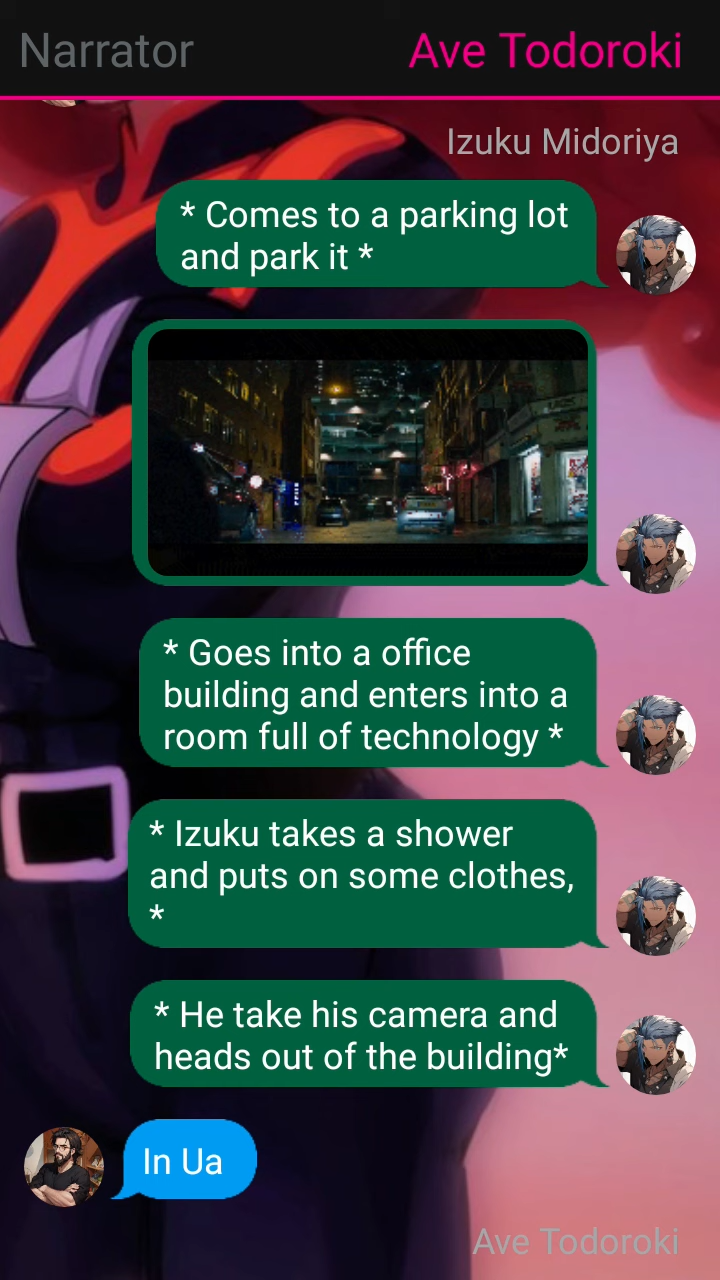 Narrator
Ave Todoroki
Izuku Midoriya
* Comes to a parking lot
and park it *
* Goes into a office
building and enters into a
room full of technology *
* Izuku takes a shower
and puts on some clothes,
*
* He take his camera and
heads out of the building*
In Ua
Ave Todoroki